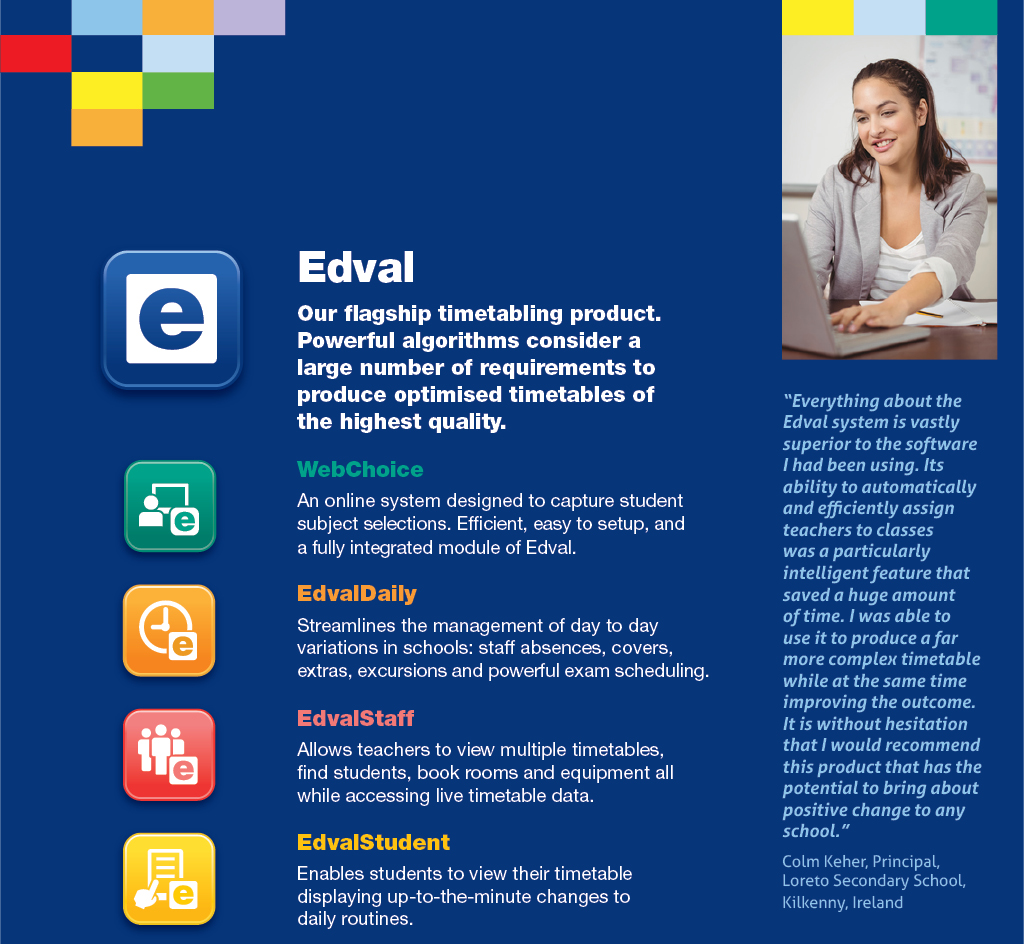 e
Edval
Our flagship timetabling product.
Powerful algorithms consider a
large number of requirements to
produce optimised timetables of
the highest quality.
e
WebChoice
An online system designed to capture student
subject selections. Efficient, easy to setup, and
a fully integrated module of Edval.
e
EdvalDaily
Streamlines the management of day to day
variations in schools: staff absences, covers,
extras, excursions and powerful exam scheduling.
e
EdvalStaff
Allows teachers to view multiple timetables,
find students, book rooms and equipment all
while accessing live timetable data.
e
EdvalStudent
Enables students to view their timetable
displaying up-to-the-minute changes to
daily routines.
“Everything about the
Edval system is vastly
superior to the software
I had been using. Its
ability to automatically
and efficiently assign
teachers to classes
was a particularly
intelligent feature that
saved a huge amount
of time. I was able to
use it to produce a far
more complex timetable
while at the same time
improving the outcome.
It is without hesitation
that I would recommend
this product that has the
potential to bring about
positive change to any
school.”
Colm Keher, Principal,
Loreto Secondary School,
Kilkenny, Ireland